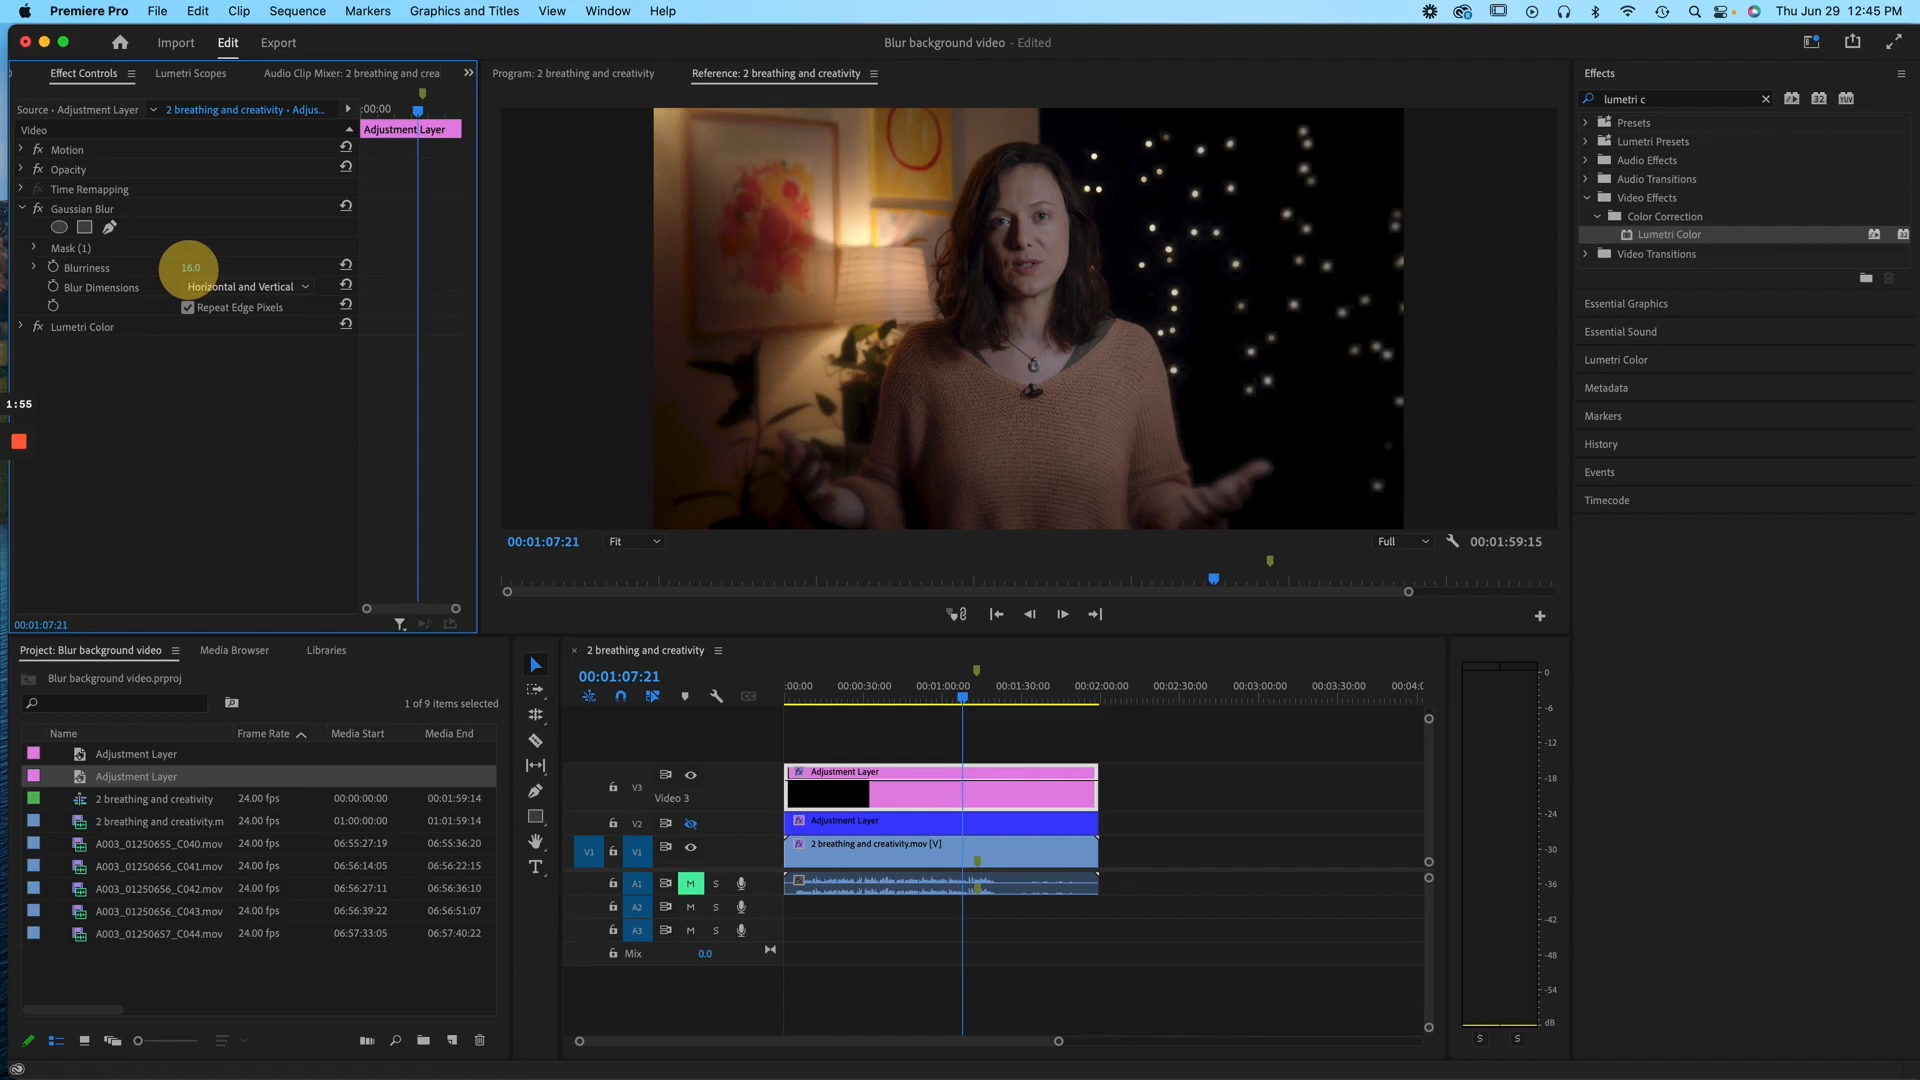 Premiere Pro File Edit Clip Sequence Markers Graphics and Titles View Window Help Thu Jun 29 12:45 PM
Import Edit Export Blur background video - Edited
Effect Controls Lumetri Scopes Audio Clip Mixer: 2 breathing and crea
Source • Adjustment Layer 2 breathing and creativity • Adjus... :00:00
Video Adjustment Layer
fx Motion
fx Opacity
fx Time Remapping
fx Gaussian Blur
Mask (1)
Blurriness 16.0
Blur Dimensions Horizontal and Vertical
Repeat Edge Pixels
fx Lumetri Color
1:55
00:01:07:21
Program: 2 breathing and creativity Reference: 2 breathing and creativity
00:01:07:21 Fit Full 00:01:59:15
Effects
lumetri c 32 YUV
Presets
Lumetri Presets
Audio Effects
Audio Transitions
Video Effects
Color Correction
Lumetri Color 32
Video Transitions
Essential Graphics
Essential Sound
Lumetri Color
Metadata
Markers
History
Events
Timecode
Project: Blur background video Media Browser Libraries
Blur background video.prproj
1 of 9 items selected
Name Frame Rate Media Start Media End
Adjustment Layer
Adjustment Layer
2 breathing and creativity 24.00 fps 00:00:00:00 00:01:59:14
2 breathing and creativity.m 24.00 fps 01:00:00:00 01:01:59:14
A003_01250655_C040.mov 24.00 fps 06:55:27:19 06:55:36:20
A003_01250656_C041.mov 24.00 fps 06:56:14:05 06:56:22:15
A003_01250656_C042.mov 24.00 fps 06:56:27:11 06:56:36:10
A003_01250656_C043.mov 24.00 fps 06:56:39:22 06:56:51:07
A003_01250657_C044.mov 24.00 fps 06:57:33:05 06:57:40:22
2 breathing and creativity
00:01:07:21
:00:00 00:00:30:00 00:01:00:00 00:01:30:00 00:02:00:00 00:02:30:00 00:03:00:00 00:03:30:00 00:04:0
CC
V3 Video 3 fx Adjustment Layer
V2 fx Adjustment Layer
V1 V1 fx 2 breathing and creativity.mov [V]
A1 M S
A2 M S
A3 M S
Mix 0.0
0
-6
-12
-18
-24
-30
-36
-42
-48
-54
dB
S S